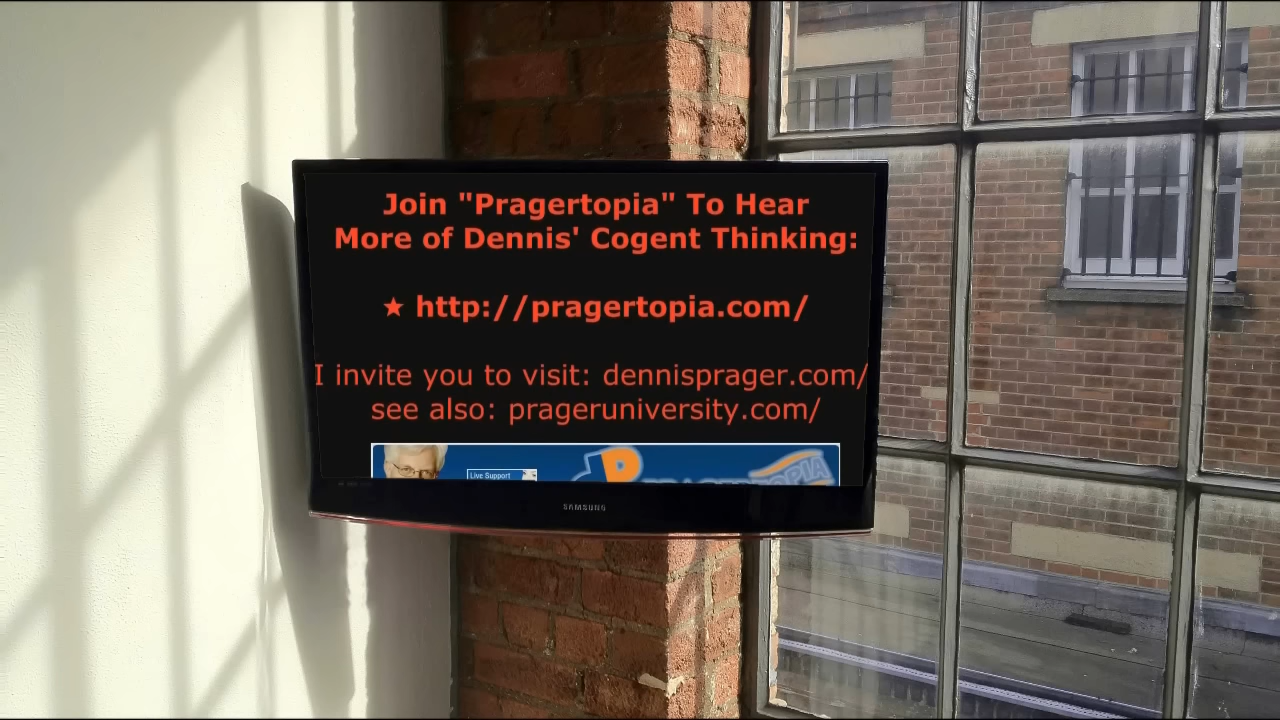 Join "Pragertopia" To Hear
More of Dennis' Cogent Thinking:
★ http://pragertopia.com/
I invite you to visit: dennisprager.com/
see also: prageruniversity.com/
Live Support
SAMSUNG